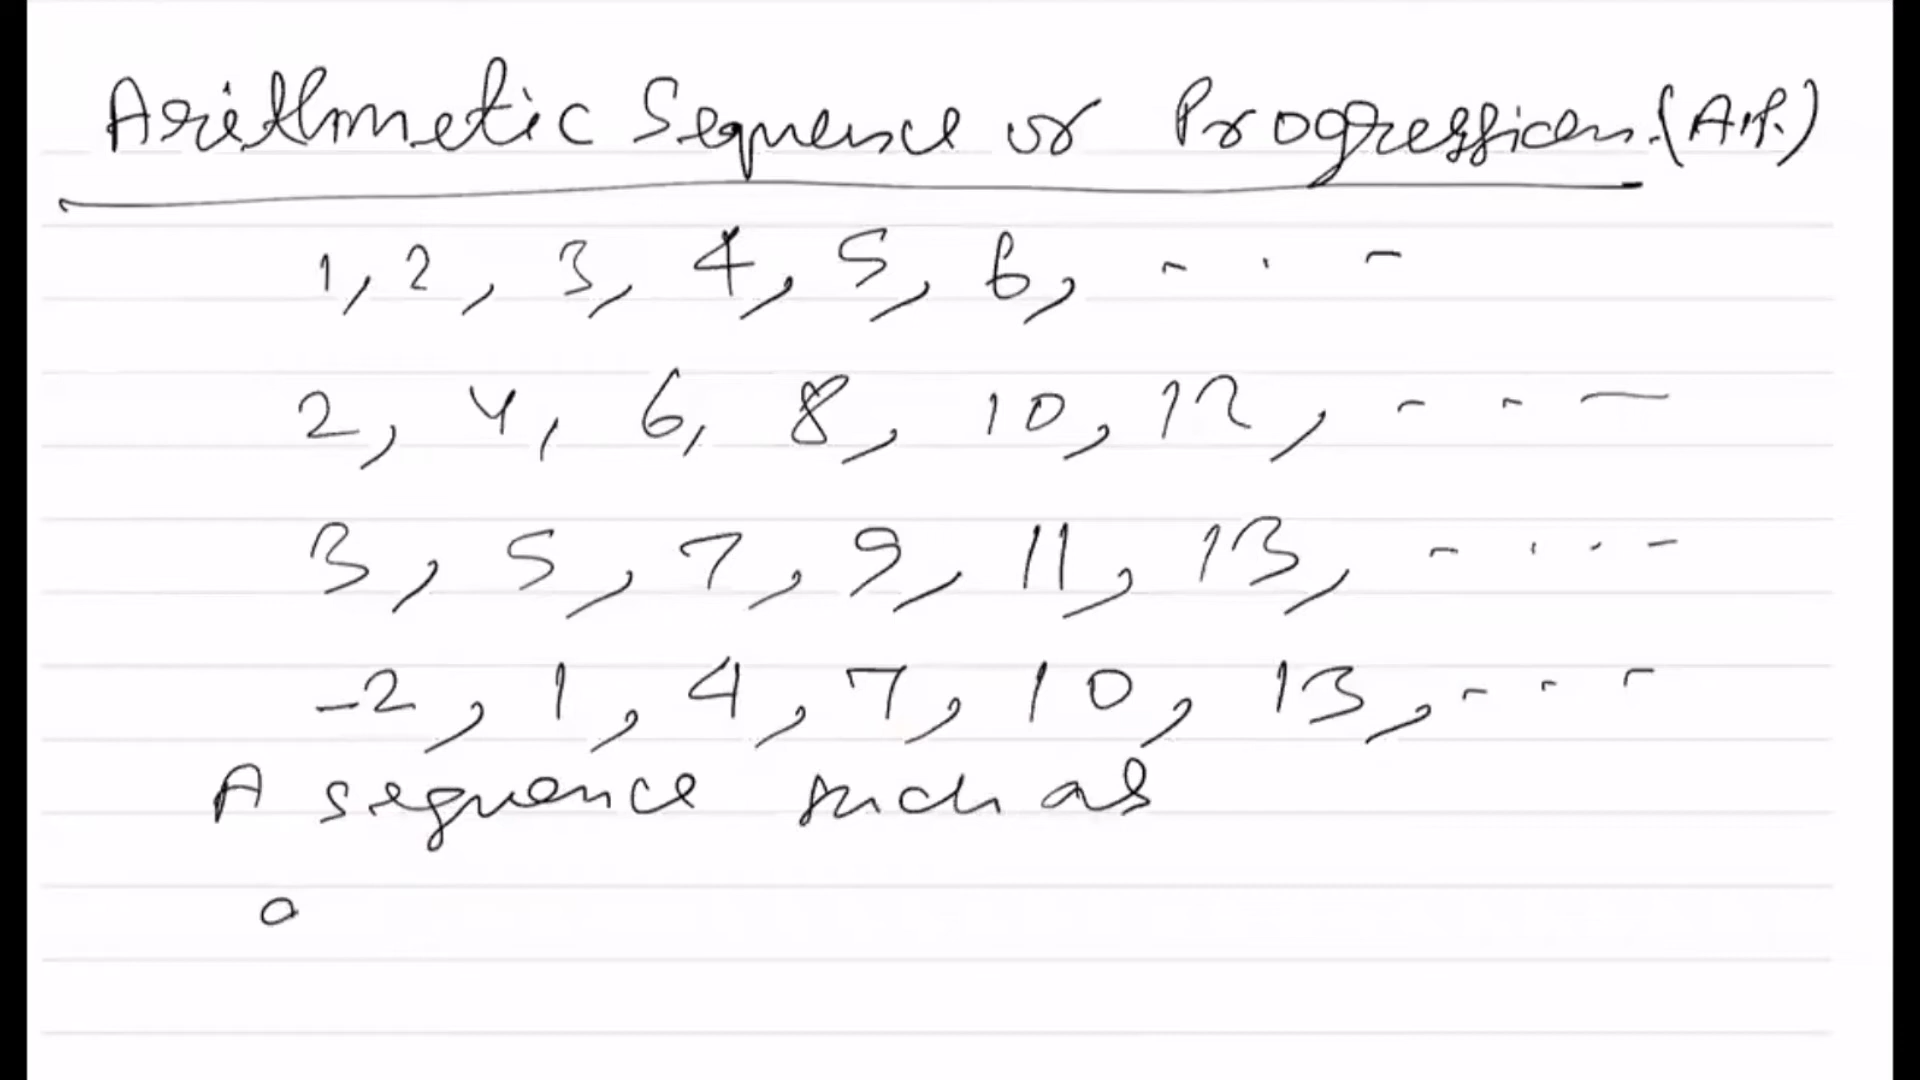 Arithmetic Sequence or Progression.(A.P.)
1, 2, 3, 4, 5, 6, - . -
2, 4, 6, 8, 10, 12, - - -
3, 5, 7, 9, 11, 13, - . . -
-2, 1, 4, 7, 10, 13, - - -
A sequence such as
a